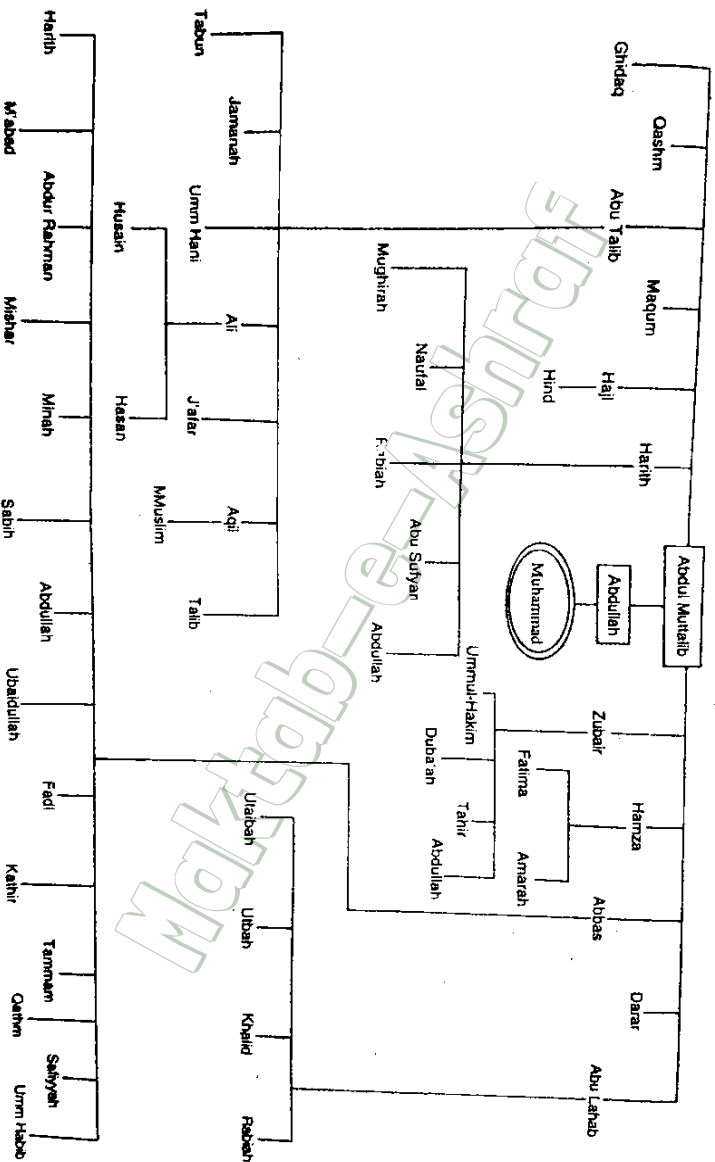 Abdul Muttalib
Ghidaq
Qashm
Abu Talib
Maqum
Hajl
Harith
Abdullah
Zubair
Hamza
Abbas
Darar
Abu Lahab
Hind
Muhammad
Fatima
Amarah
Mughirah
Naufal
Abu Sufyan
Abdullah
Ummul-Hakim
Duba'ah
Tahir
Abdullah
Tabun
Jamanah
Umm Hani
Ali
J'afar
Aqil
Talib
Utaibah
Utbah
Khalid
Rabiah
Husain
Hasan
MMuslim
Harith
M'abad
Abdur Rahman
Mishar
Minah
Sabih
Abdullah
Ubaidullah
Fadl
Kathir
Tammam
Qathm
Safiyyah
Umm Habib
Maktab-e-Ashraf